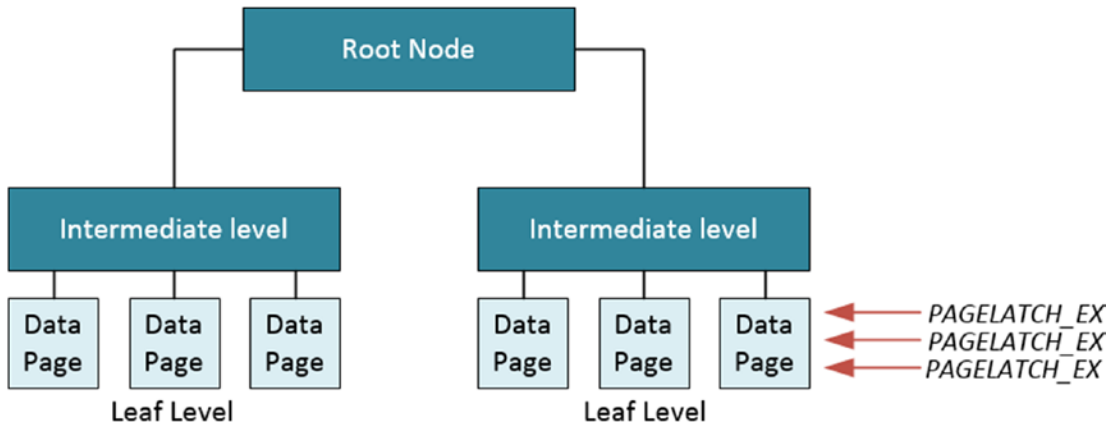 Root Node
Intermediate level
Intermediate level
Data
Page
Data
Page
Data
Page
Data
Page
Data
Page
Data
Page
PAGELATCH_EX
PAGELATCH_EX
PAGELATCH_EX
Leaf Level
Leaf Level